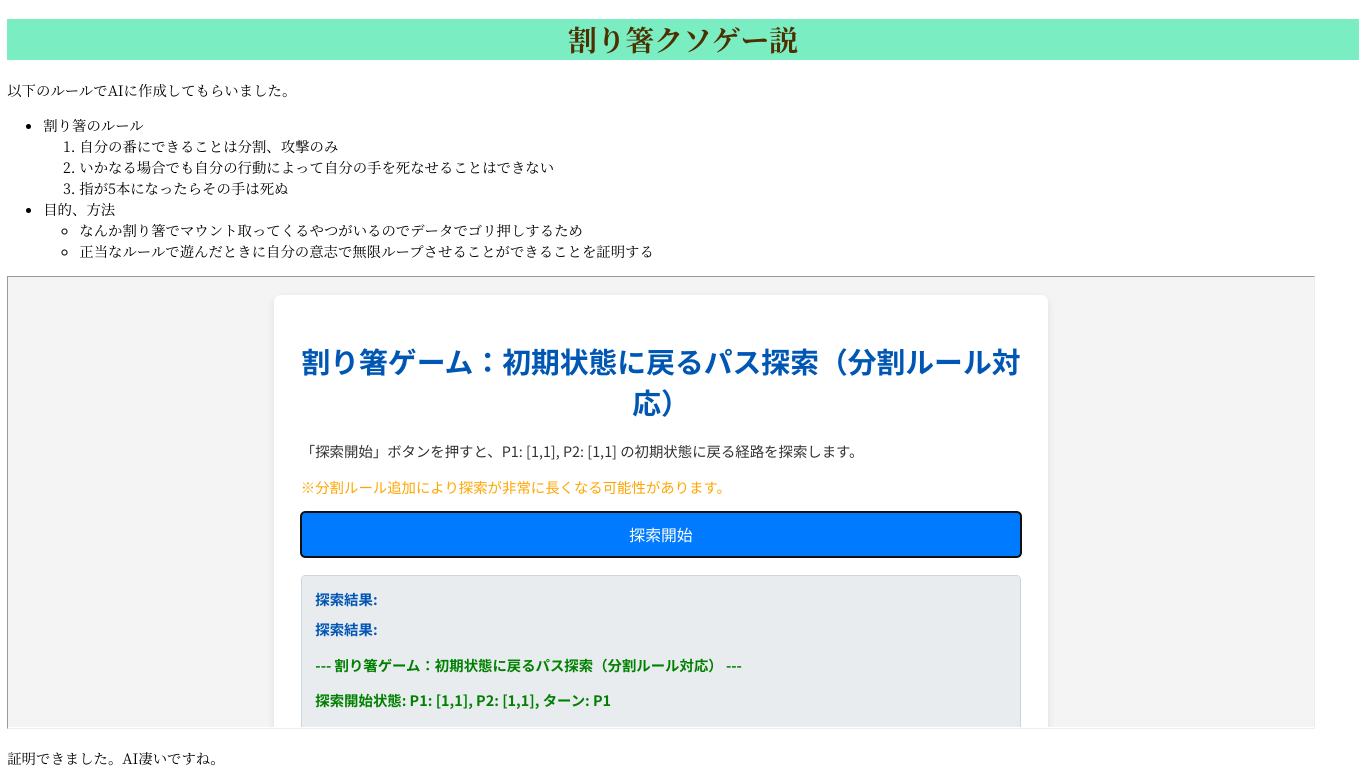 割り箸クソゲー説
以下のルールでAIに作成してもらいました。
割り箸のルール
1. 自分の番にできることは分割、攻撃のみ
2. いかなる場合でも自分の行動によって自分の手を死なせることはできない
3. 指が5本になったらその手は死ぬ
目的、方法
なんか割り箸でマウント取ってくるやつがいるのでデータでゴリ押しするため
正当なルールで遊んだときに自分の意志で無限ループさせることができることを証明する
割り箸ゲーム：初期状態に戻るパス探索（分割ルール対
応）
「探索開始」ボタンを押すと、P1: [1,1], P2: [1,1] の初期状態に戻る経路を探索します。
※分割ルール追加により探索が非常に長くなる可能性があります。
探索開始
探索結果:
探索結果:
--- 割り箸ゲーム：初期状態に戻るパス探索（分割ルール対応） ---
探索開始状態: P1: [1,1], P2: [1,1], ターン: P1
証明できました。AI凄いですね。